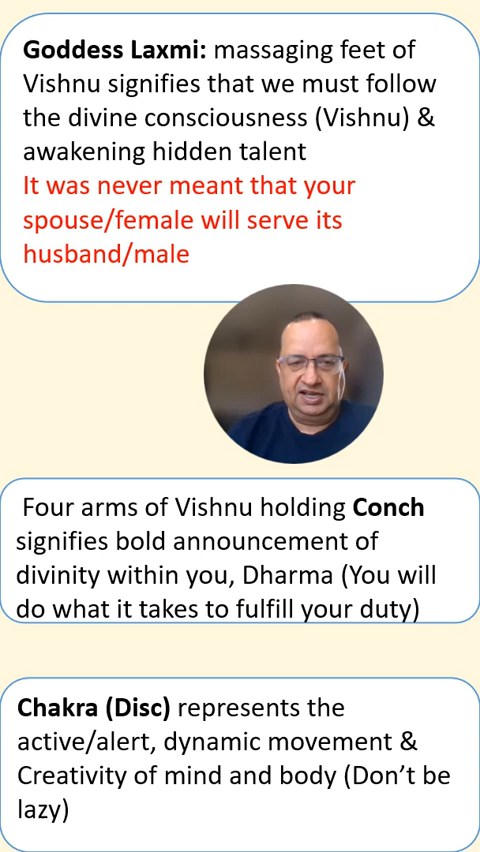 Goddess Laxmi: massaging feet of
Vishnu signifies that we must follow
the divine consciousness (Vishnu) &
awakening hidden talent
It was never meant that your
spouse/female will serve its
husband/male
Four arms of Vishnu holding Conch
signifies bold announcement of
divinity within you, Dharma (You will
do what it takes to fulfill your duty)
Chakra (Disc) represents the
active/alert, dynamic movement &
Creativity of mind and body (Don't be
lazy)